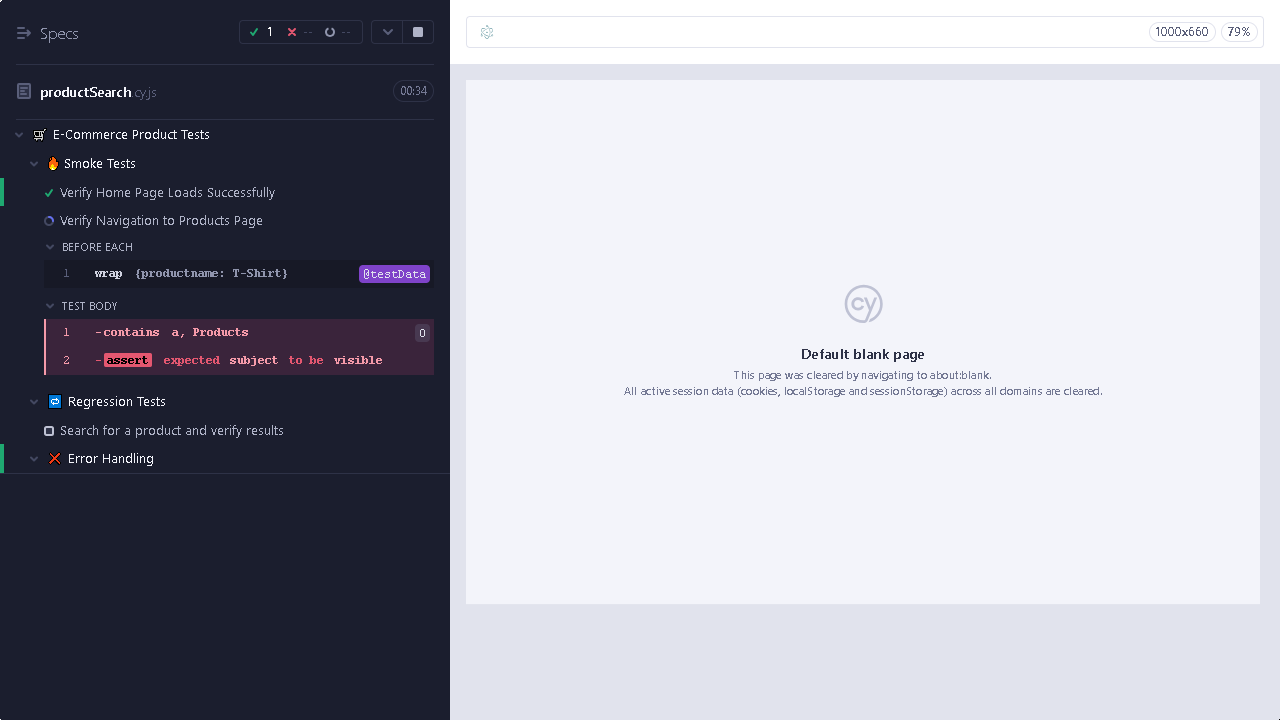 Specs
1 -- --
productSearch.cy.js
00:34
E-Commerce Product Tests
Smoke Tests
Verify Home Page Loads Successfully
Verify Navigation to Products Page
BEFORE EACH
1 wrap {productname: T-Shirt} @testData
TEST BODY
1 -contains a, Products 0
2 -assert expected subject to be visible
Regression Tests
Search for a product and verify results
Error Handling
1000x660 79%
cy
Default blank page
This page was cleared by navigating to about:blank.
All active session data (cookies, localStorage and sessionStorage) across all domains are cleared.